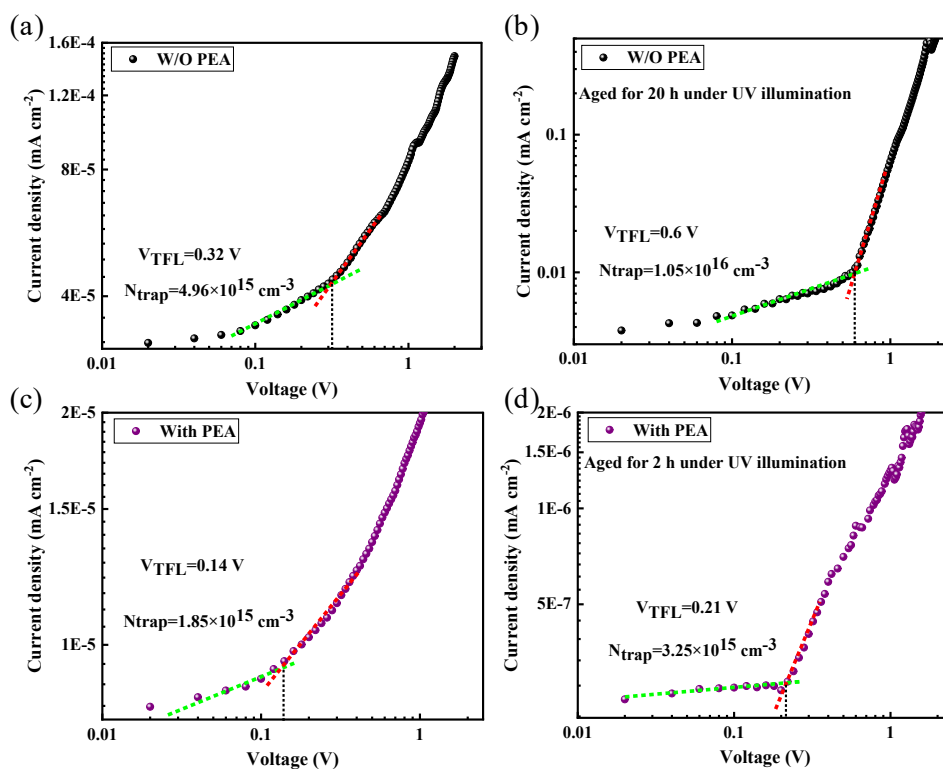 (a)
1.6E-4
1.2E-4
8E-5
4E-5
W/O PEA
V_TFL=0.32 V
N_trap=4.96×10^15 cm^-3
0.01
0.1
1
Voltage (V)
Current density (mA cm^-2)
(b)
0.1
0.01
W/O PEA
Aged for 20 h under UV illumination
V_TFL=0.6 V
Ntrap=1.05×10^16 cm^-3
0.01
0.1
1
Voltage (V)
Current density (mA cm^-2)
(c)
2E-5
1.5E-5
1E-5
With PEA
V_TFL=0.14 V
Ntrap=1.85×10^15 cm^-3
0.01
0.1
1
Voltage (V)
Current density (mA cm^-2)
(d)
2E-6
1.5E-6
1E-6
5E-7
With PEA
Aged for 2 h under UV illumination
V_TFL=0.21 V
N_trap=3.25×10^15 cm^-3
0.01
0.1
1
Voltage (V)
Current density (mA cm^-2)